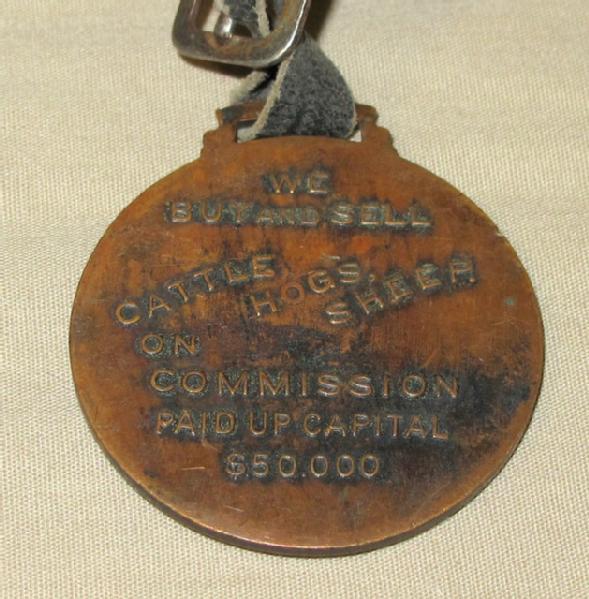 WE
BUY AND SELL
CATTLE HOGS, SHEEP
ON
COMMISSION
PAID UP CAPITAL
$50.000